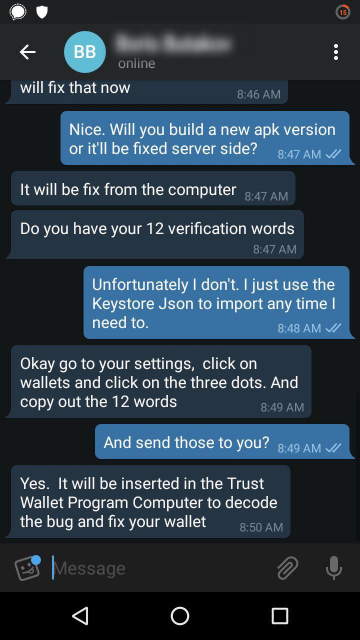 15
BB
online
will fix that now
8:46 AM
Nice. Will you build a new apk version
or it'll be fixed server side?
8:47 AM
It will be fix from the computer
8:47 AM
Do you have your 12 verification words
8:47 AM
Unfortunately I don't. I just use the
Keystore Json to import any time I
need to.
8:48 AM
Okay go to your settings, click on
wallets and click on the three dots. And
copy out the 12 words
8:49 AM
And send those to you?
8:49 AM
Yes. It will be inserted in the Trust
Wallet Program Computer to decode
the bug and fix your wallet
8:50 AM
Message